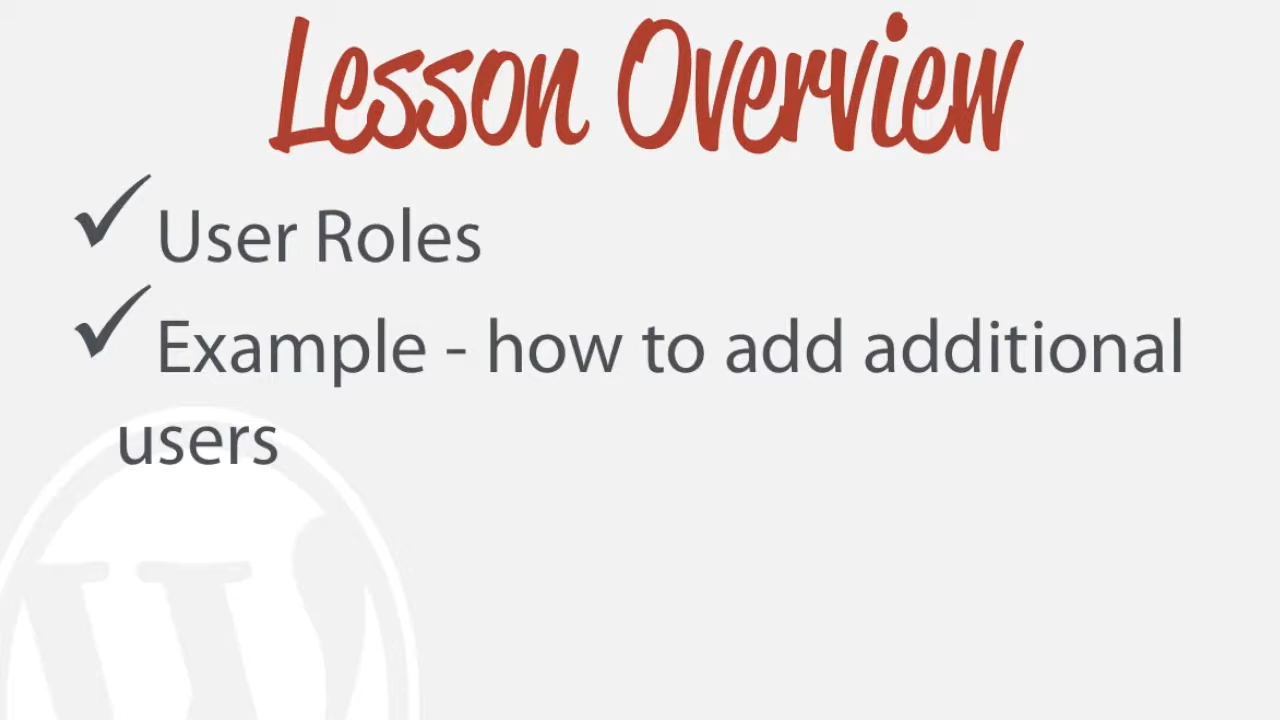 Lesson Overview
✓ User Roles
✓ Example - how to add additional
users